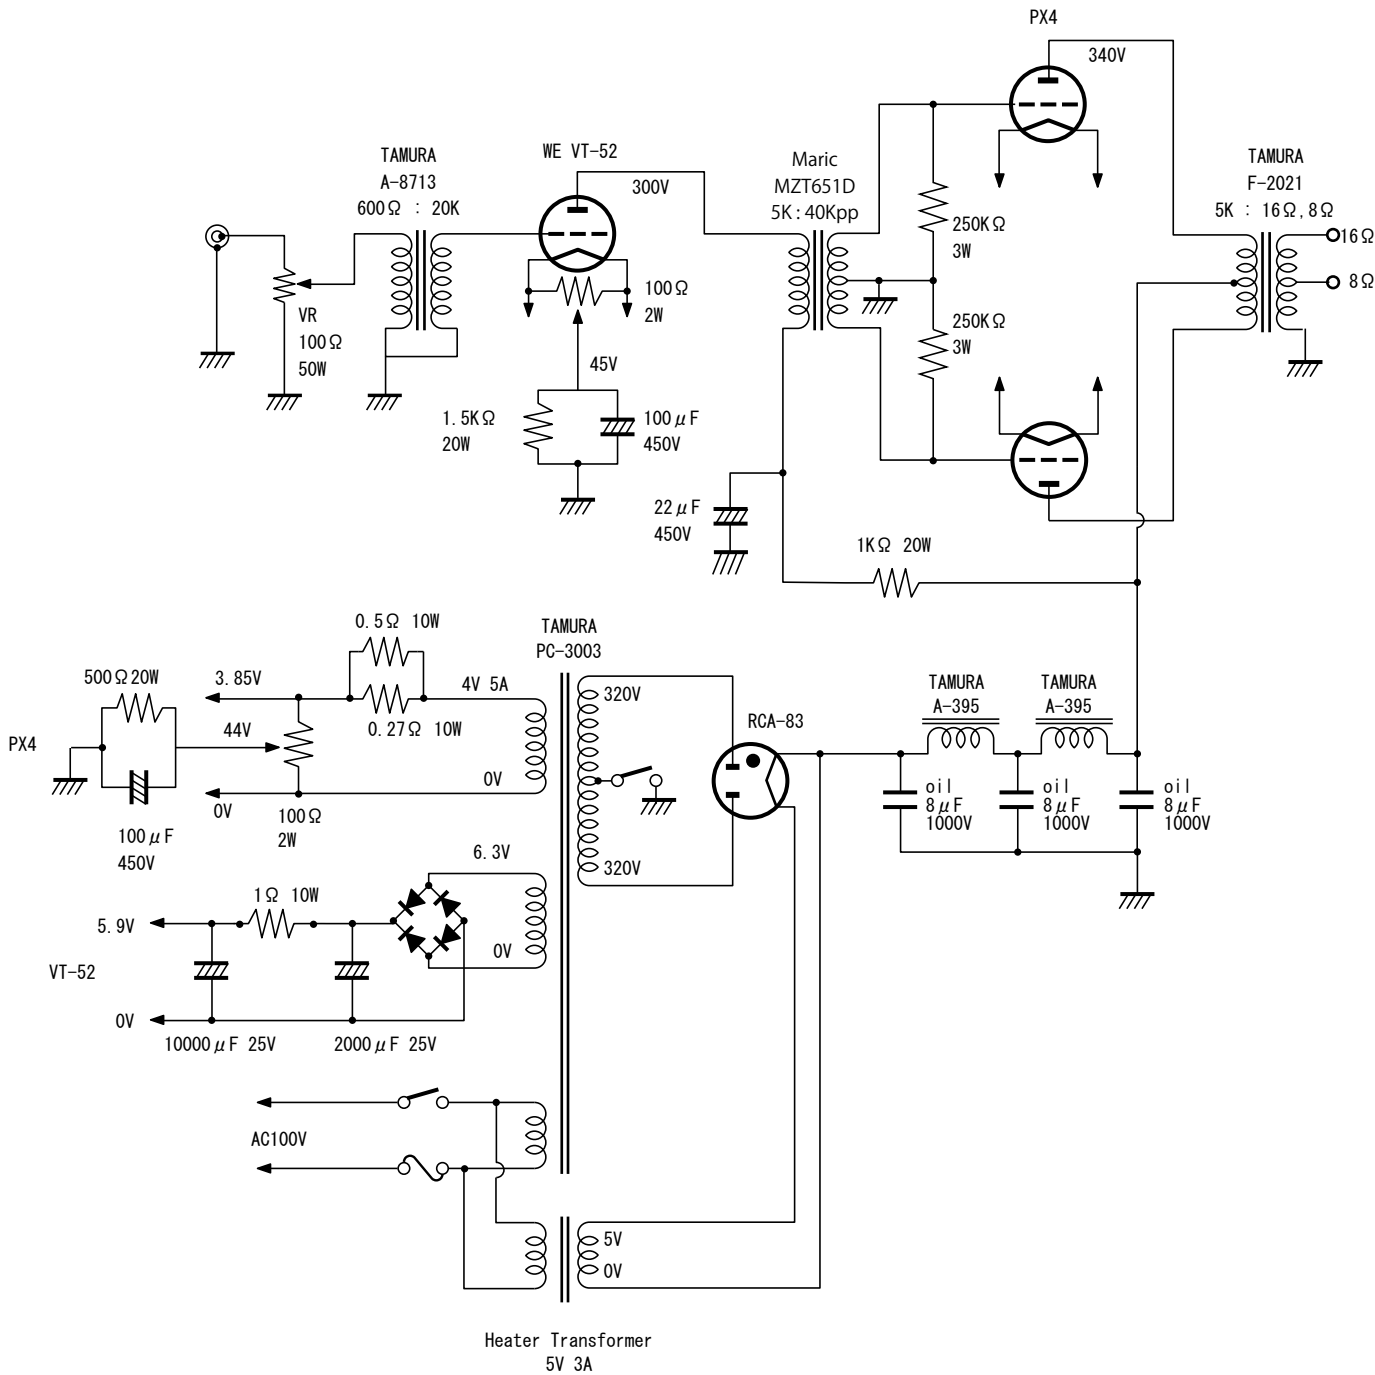 PX4
340V
TAMURA
A-8713
600Ω : 20K
WE VT-52
300V
Maric
MZT651D
5K:40Kpp
TAMURA
F-2021
5K : 16Ω,8Ω
16Ω
8Ω
250KΩ
3W
250KΩ
3W
VR
100Ω
50W
100Ω
2W
45V
1.5KΩ
20W
100μF
450V
22μF
450V
1KΩ 20W
0.5Ω 10W
TAMURA
PC-3003
500Ω20W
3.85V
4V 5A
320V
0.27Ω 10W
44V
PX4
0V
0V
100Ω
2W
100μF
450V
RCA-83
TAMURA
A-395
TAMURA
A-395
oil
8μF
1000V
oil
8μF
1000V
oil
8μF
1000V
320V
6.3V
1Ω 10W
5.9V
0V
VT-52
0V
10000μF 25V
2000μF 25V
AC100V
5V
0V
Heater Transformer
5V 3A